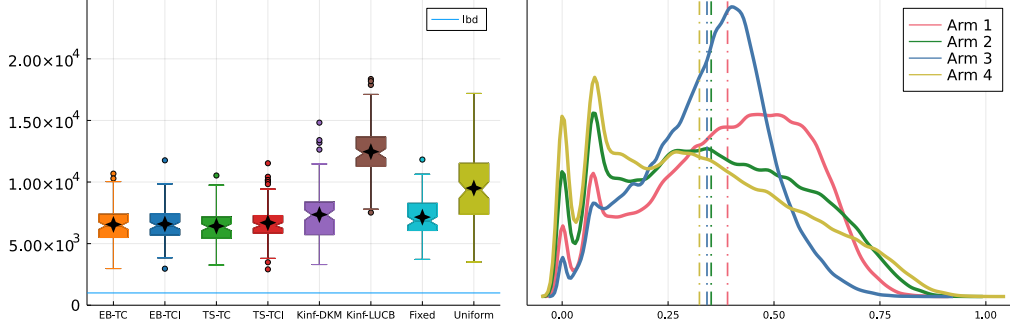 lbd
2.00×10⁴
1.50×10⁴
1.00×10⁴
5.00×10³
0
EB-TC EB-TCI TS-TC TS-TCI Kinf-DKM Kinf-LUCB Fixed Uniform
Arm 1
Arm 2
Arm 3
Arm 4
0.00 0.25 0.50 0.75 1.00